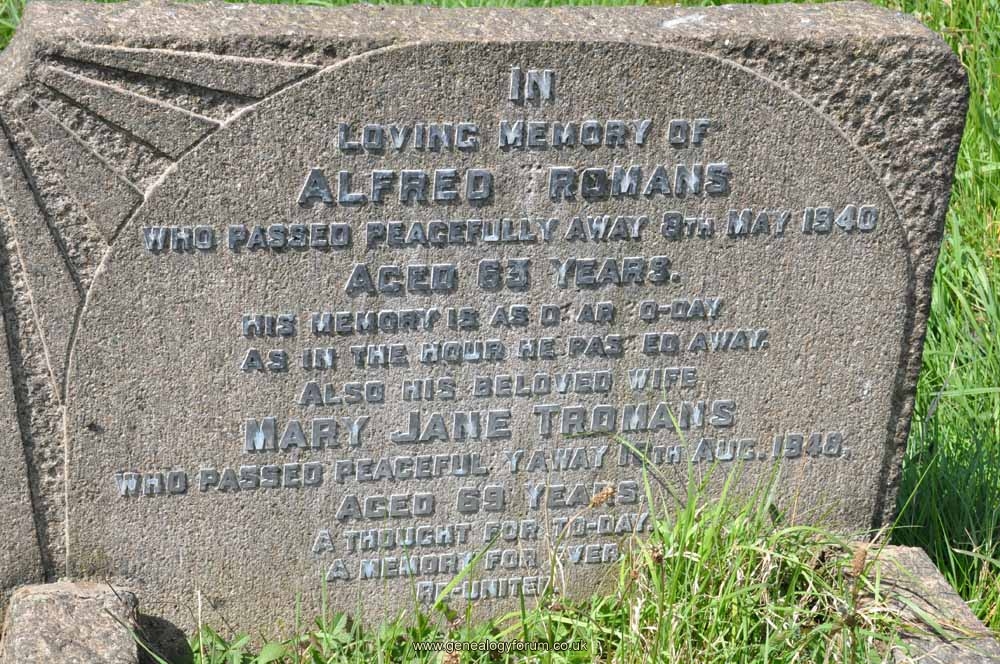 IN
LOVING MEMORY OF
ALFRED ROMANS
WHO PASSED PEACEFULLY AWAY 8TH MAY 1940
AGED 63 YEARS.
HIS MEMORY IS AS D AR O-DAY
AS IN THE HOUR HE PAS ED AWAY.
ALSO HIS BELOVED WIFE
MARY JANE TROMANS
WHO PASSED PEACEFUL Y AWAY AUG. 1948,
AGED 69 YEARS.
A THOUGHT FOR TO-DAY.
A MEMORY FOR EVER
RE-UNITED
www.genealogyforum.co.uk